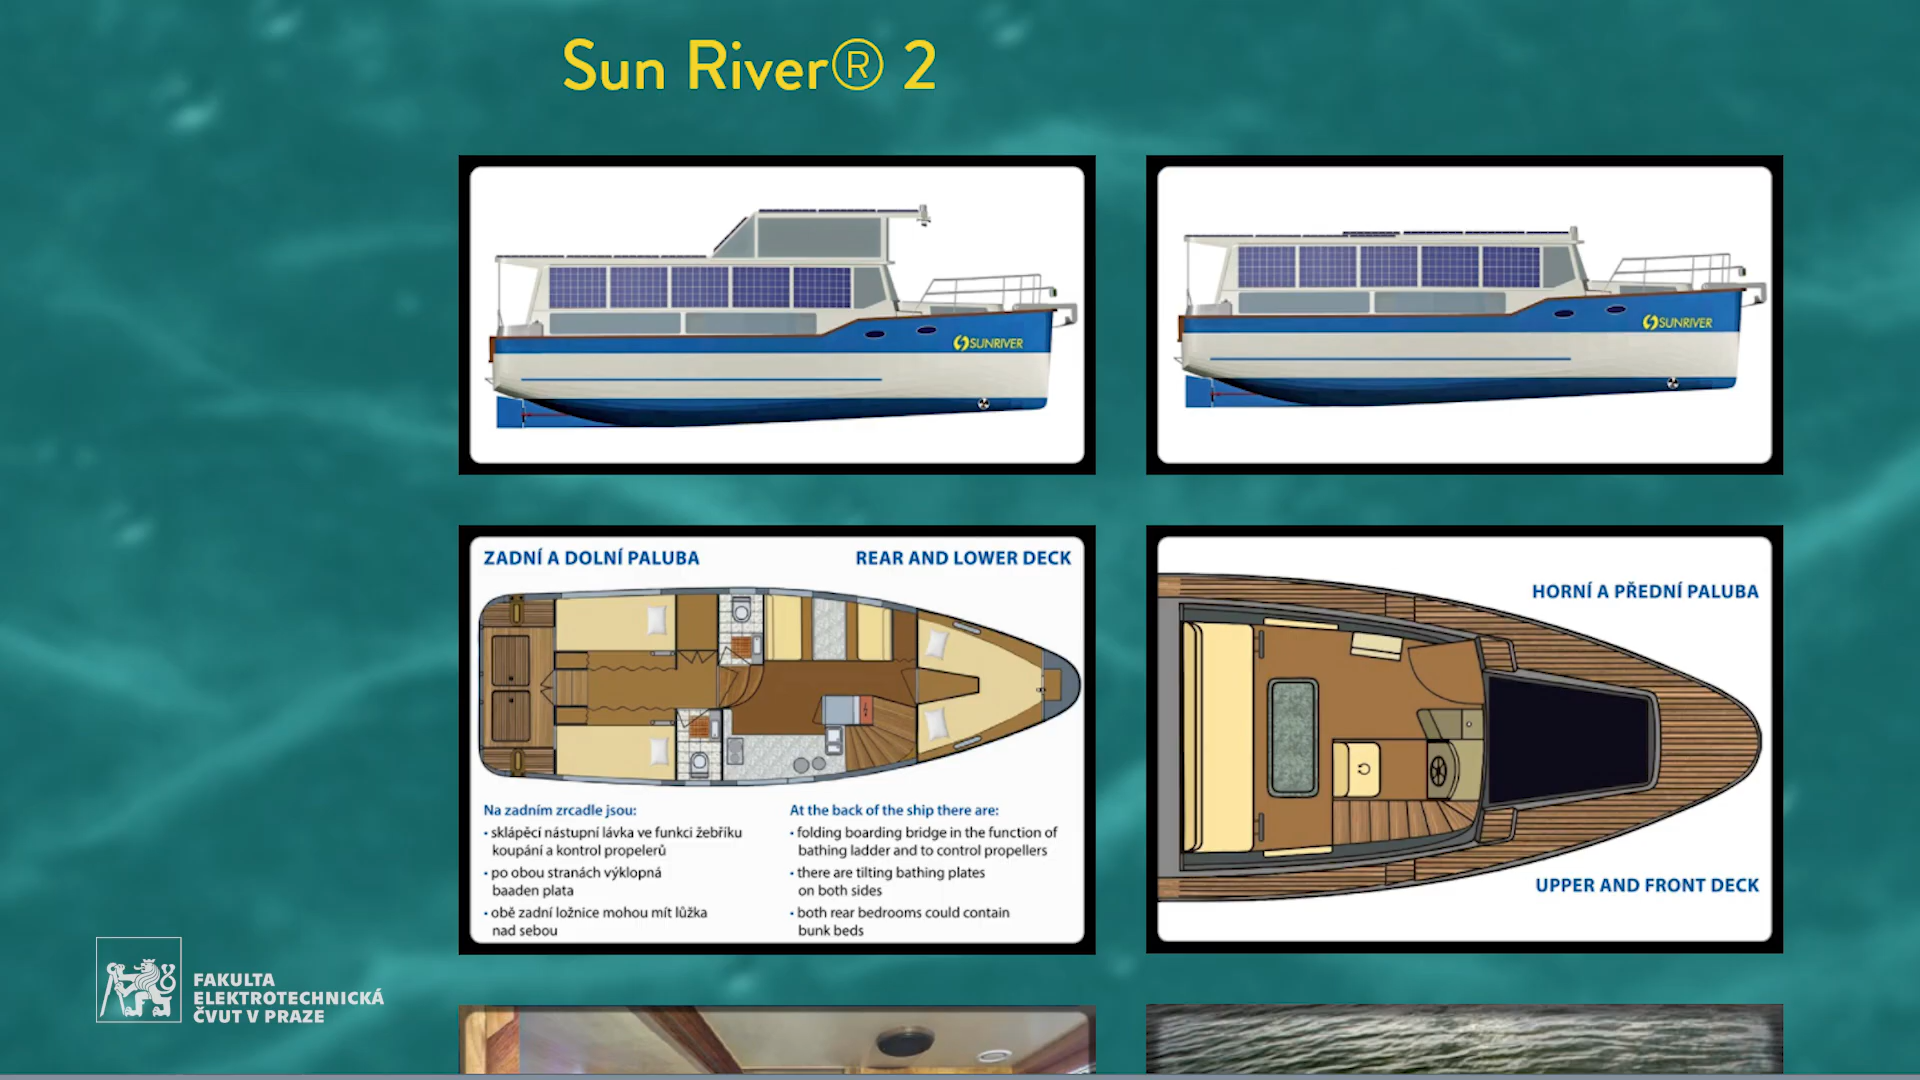 Sun River® 2
SUNRIVER
SUNRIVER
ZADNÍ A DOLNÍ PALUBA
REAR AND LOWER DECK
Na zadním zrcadle jsou:
• sklápěcí nástupní lávka ve funkci žebříku
koupání a kontrol propelerů
• po obou stranách výklopná
baaden plata
• obě zadní ložnice mohou mít lůžka
nad sebou
At the back of the ship there are:
• folding boarding bridge in the function of
bathing ladder and to control propellers
• there are tilting bathing plates
on both sides
• both rear bedrooms could contain
bunk beds
HORNÍ A PŘEDNÍ PALUBA
UPPER AND FRONT DECK
FAKULTA
ELEKTROTECHNICKÁ
ČVUT V PRAZE